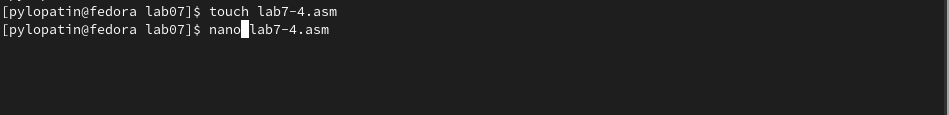 [pylopatin@fedora lab07]$ touch lab7-4.asm
[pylopatin@fedora lab07]$ nano lab7-4.asm